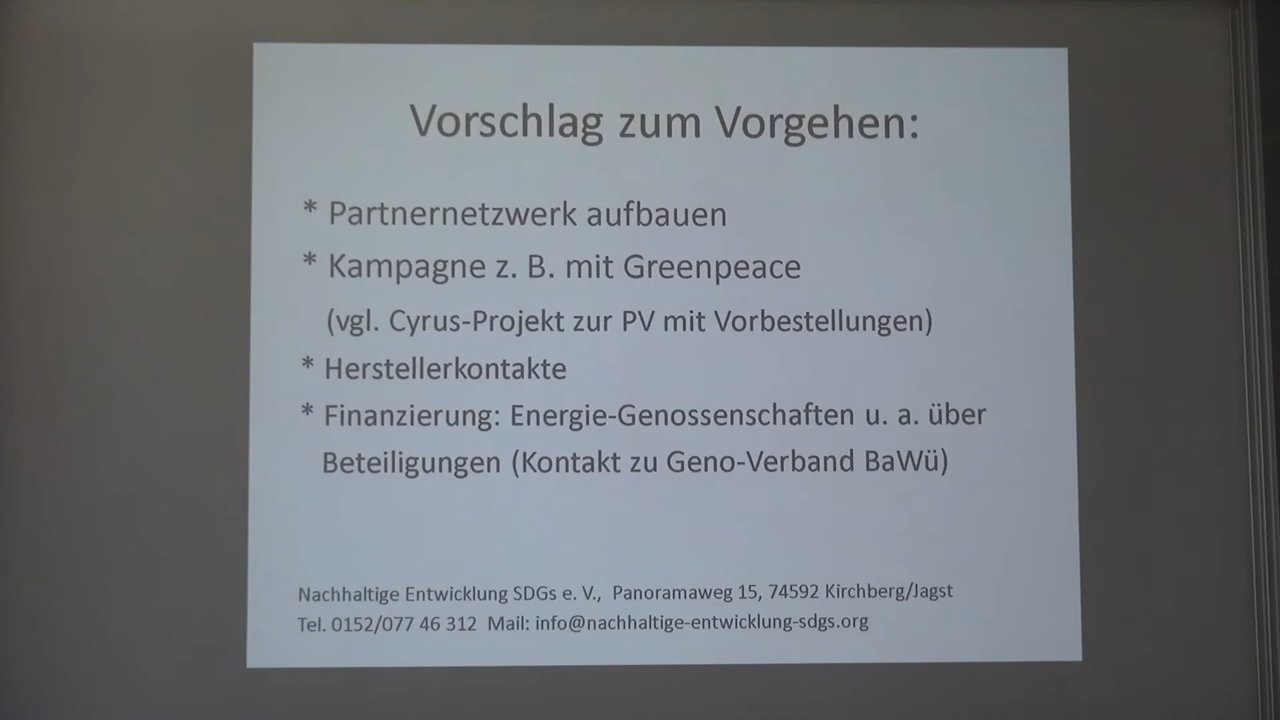 Vorschlag zum Vorgehen:
* Partnernetzwerk aufbauen
* Kampagne z. B. mit Greenpeace
(vgl. Cyrus-Projekt zur PV mit Vorbestellungen)
* Herstellerkontakte
* Finanzierung: Energie-Genossenschaften u. a. über
Beteiligungen (Kontakt zu Geno-Verband BaWü)
Nachhaltige Entwicklung SDGs e. V., Panoramaweg 15, 74592 Kirchberg/Jagst
Tel. 0152/077 46 312 Mail: info@nachhaltige-entwicklung-sdgs.org